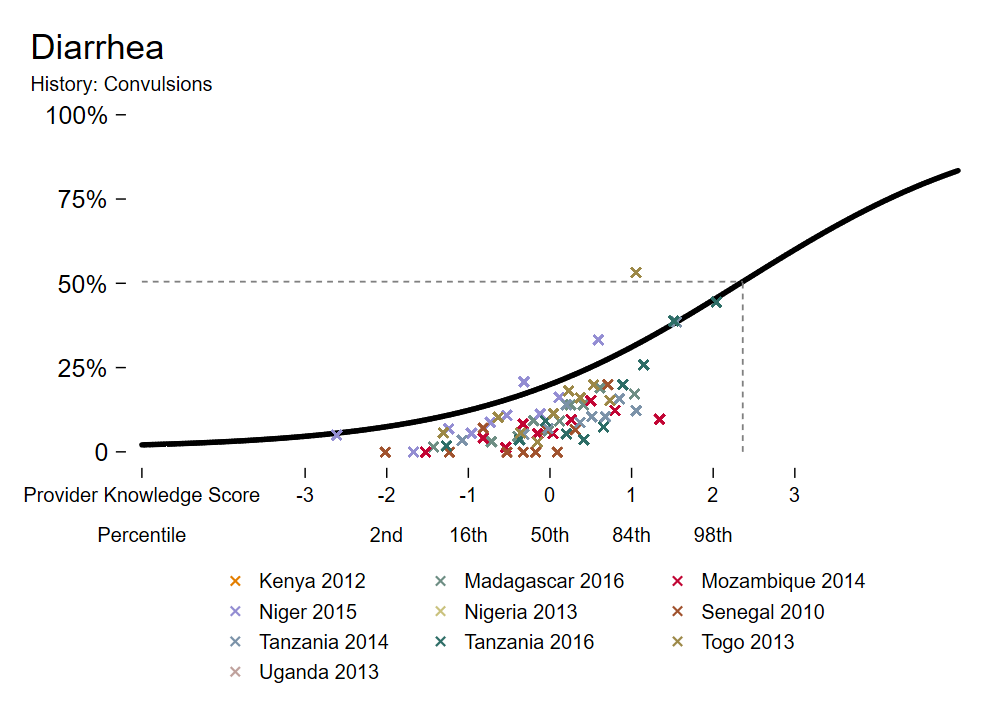 Diarrhea
History: Convulsions
100%
75%
50%
25%
0
Provider Knowledge Score -3 -2 -1 0 1 2 3
Percentile 2nd 16th 50th 84th 98th
Kenya 2012 Madagascar 2016 Mozambique 2014
Niger 2015 Nigeria 2013 Senegal 2010
Tanzania 2014 Tanzania 2016 Togo 2013
Uganda 2013